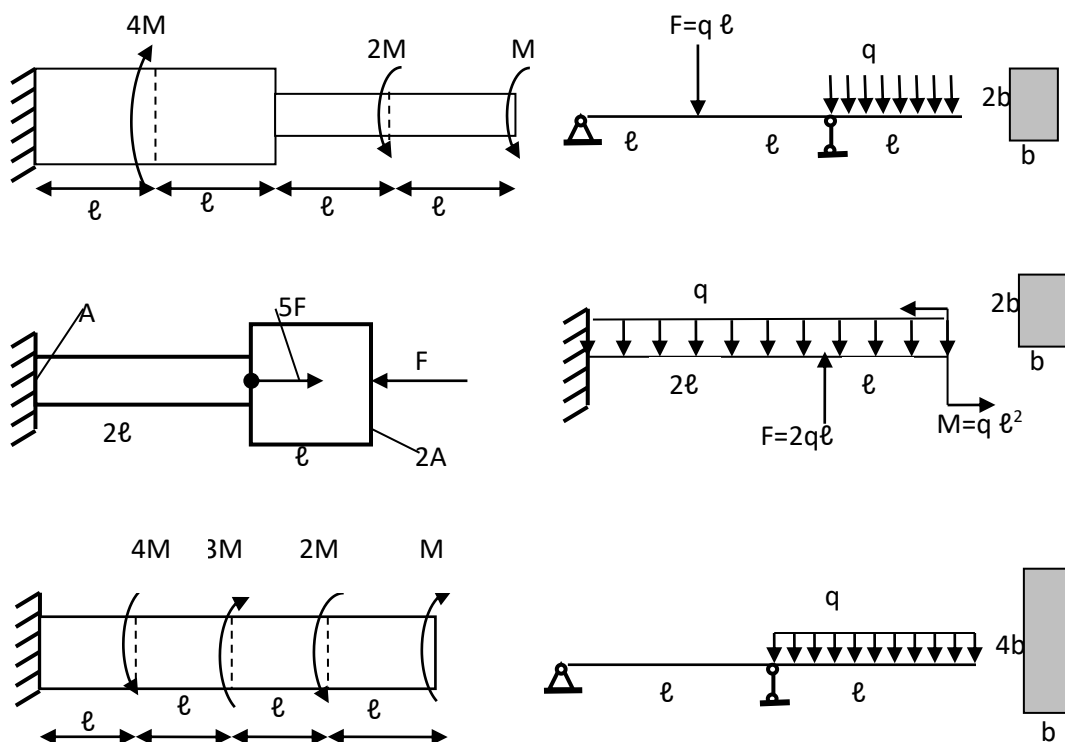 4M 2M M
ℓ ℓ ℓ ℓ
F=q ℓ
q
ℓ ℓ ℓ
2b
b
A 5F F
2ℓ ℓ 2A
q
2ℓ ℓ
F=2qℓ
M=q ℓ²
2b
b
4M 3M 2M M
ℓ ℓ ℓ ℓ
q
ℓ ℓ
4b
b